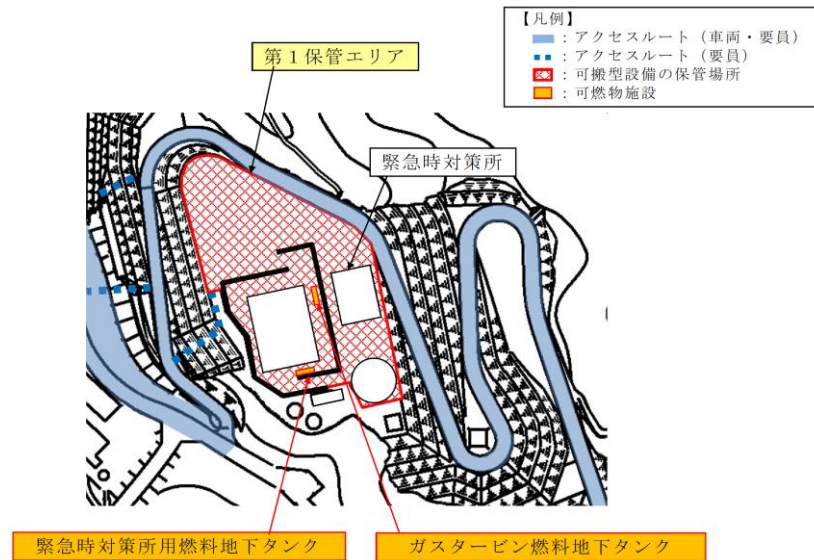 【凡例】
：アクセスルート（車両・要員）
：アクセスルート（要員）
：可搬型設備の保管場所
：可燃物施設
第１保管エリア
緊急時対策所
緊急時対策所用燃料地下タンク
ガスタービン燃料地下タンク